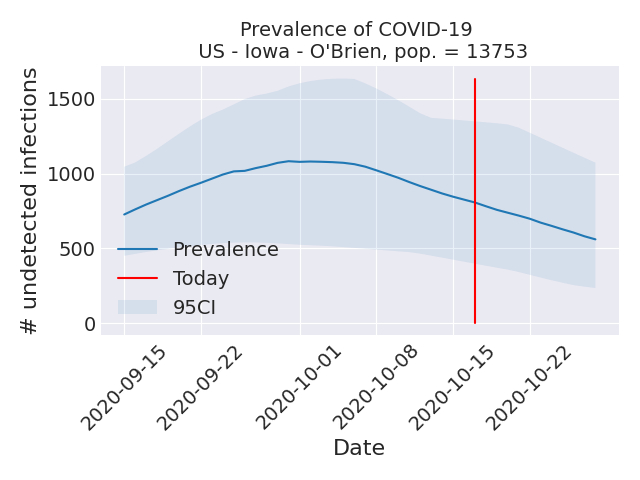 Prevalence of COVID-19
US - Iowa - O'Brien, pop. = 13753
# undetected infections
1500
1000
500
0
Prevalence
Today
95CI
2020-09-15
2020-09-22
2020-10-01
2020-10-08
2020-10-15
2020-10-22
Date